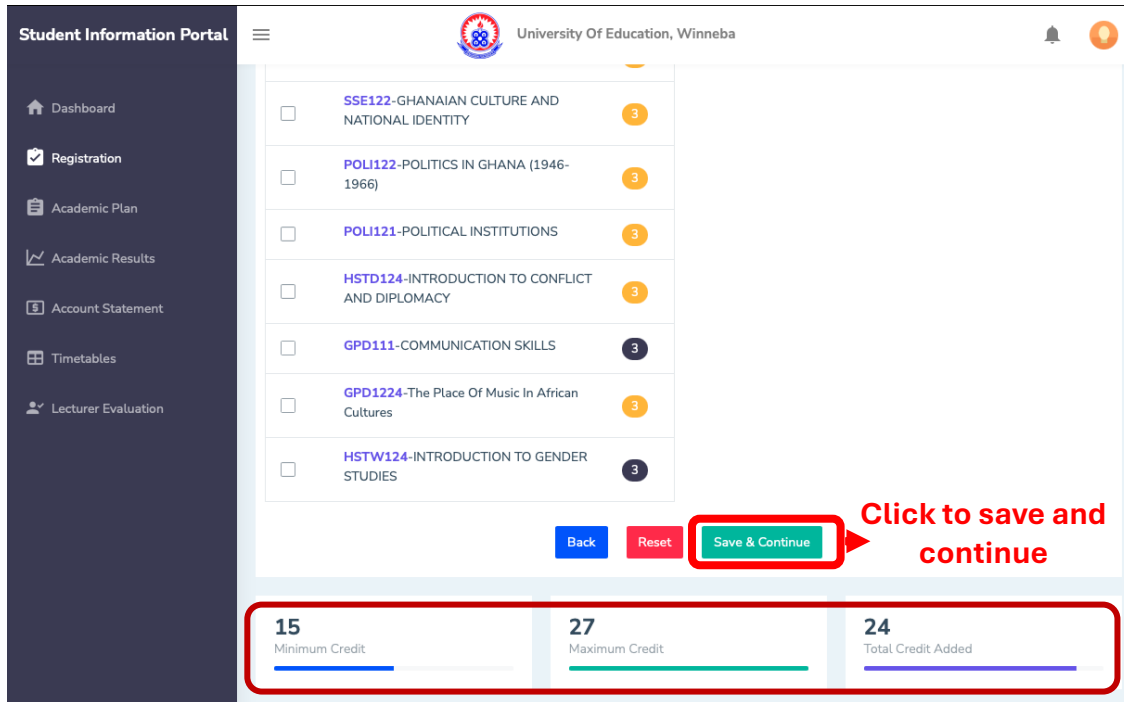 Student Information Portal
University Of Education, Winneba
Dashboard
Registration
Academic Plan
Academic Results
Account Statement
Timetables
Lecturer Evaluation
SSE122-GHANAIAN CULTURE AND
NATIONAL IDENTITY
3
POLI122-POLITICS IN GHANA (1946-
1966)
3
POLI121-POLITICAL INSTITUTIONS
3
HSTD124-INTRODUCTION TO CONFLICT
AND DIPLOMACY
3
GPD111-COMMUNICATION SKILLS
3
GPD1224-The Place Of Music In African
Cultures
3
HSTW124-INTRODUCTION TO GENDER
STUDIES
3
Back
Reset
Save & Continue
Click to save and
continue
15
Minimum Credit
27
Maximum Credit
24
Total Credit Added